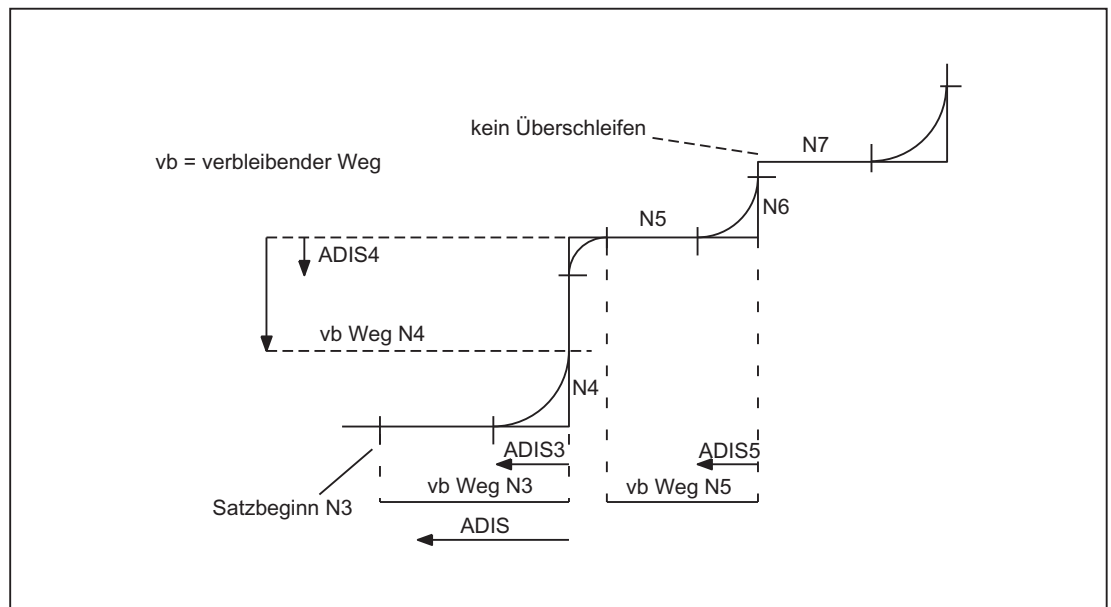 kein Überschleifen
N7
vb = verbleibender Weg
N6
N5
ADIS4
vb Weg N4
N4
ADIS3
ADIS5
vb Weg N3
vb Weg N5
Satzbeginn N3
ADIS